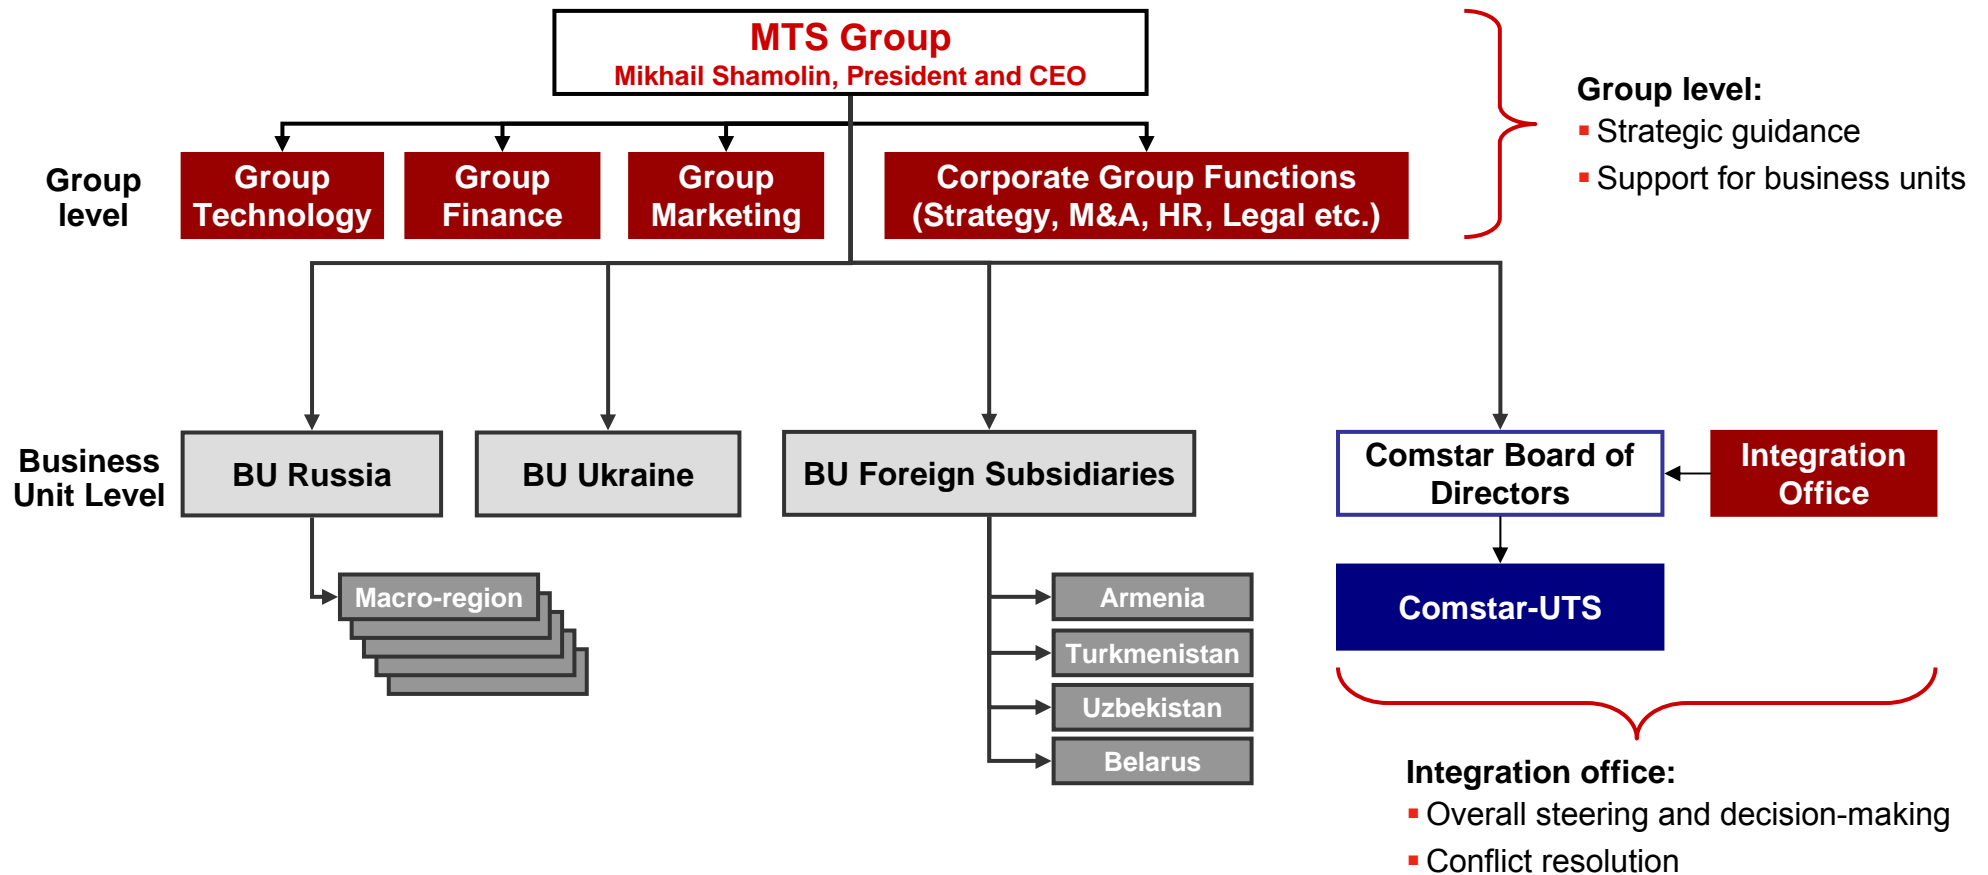 MTS Group
Mikhail Shamolin, President and CEO
Group level:
▪ Strategic guidance
▪ Support for business units
Group
level
Group
Technology
Group
Finance
Group
Marketing
Corporate Group Functions
(Strategy, M&A, HR, Legal etc.)
Business
Unit Level
BU Russia
BU Ukraine
BU Foreign Subsidiaries
Comstar Board of
Directors
Integration
Office
Macro-region
Armenia
Turkmenistan
Uzbekistan
Belarus
Comstar-UTS
Integration office:
▪ Overall steering and decision-making
▪ Conflict resolution